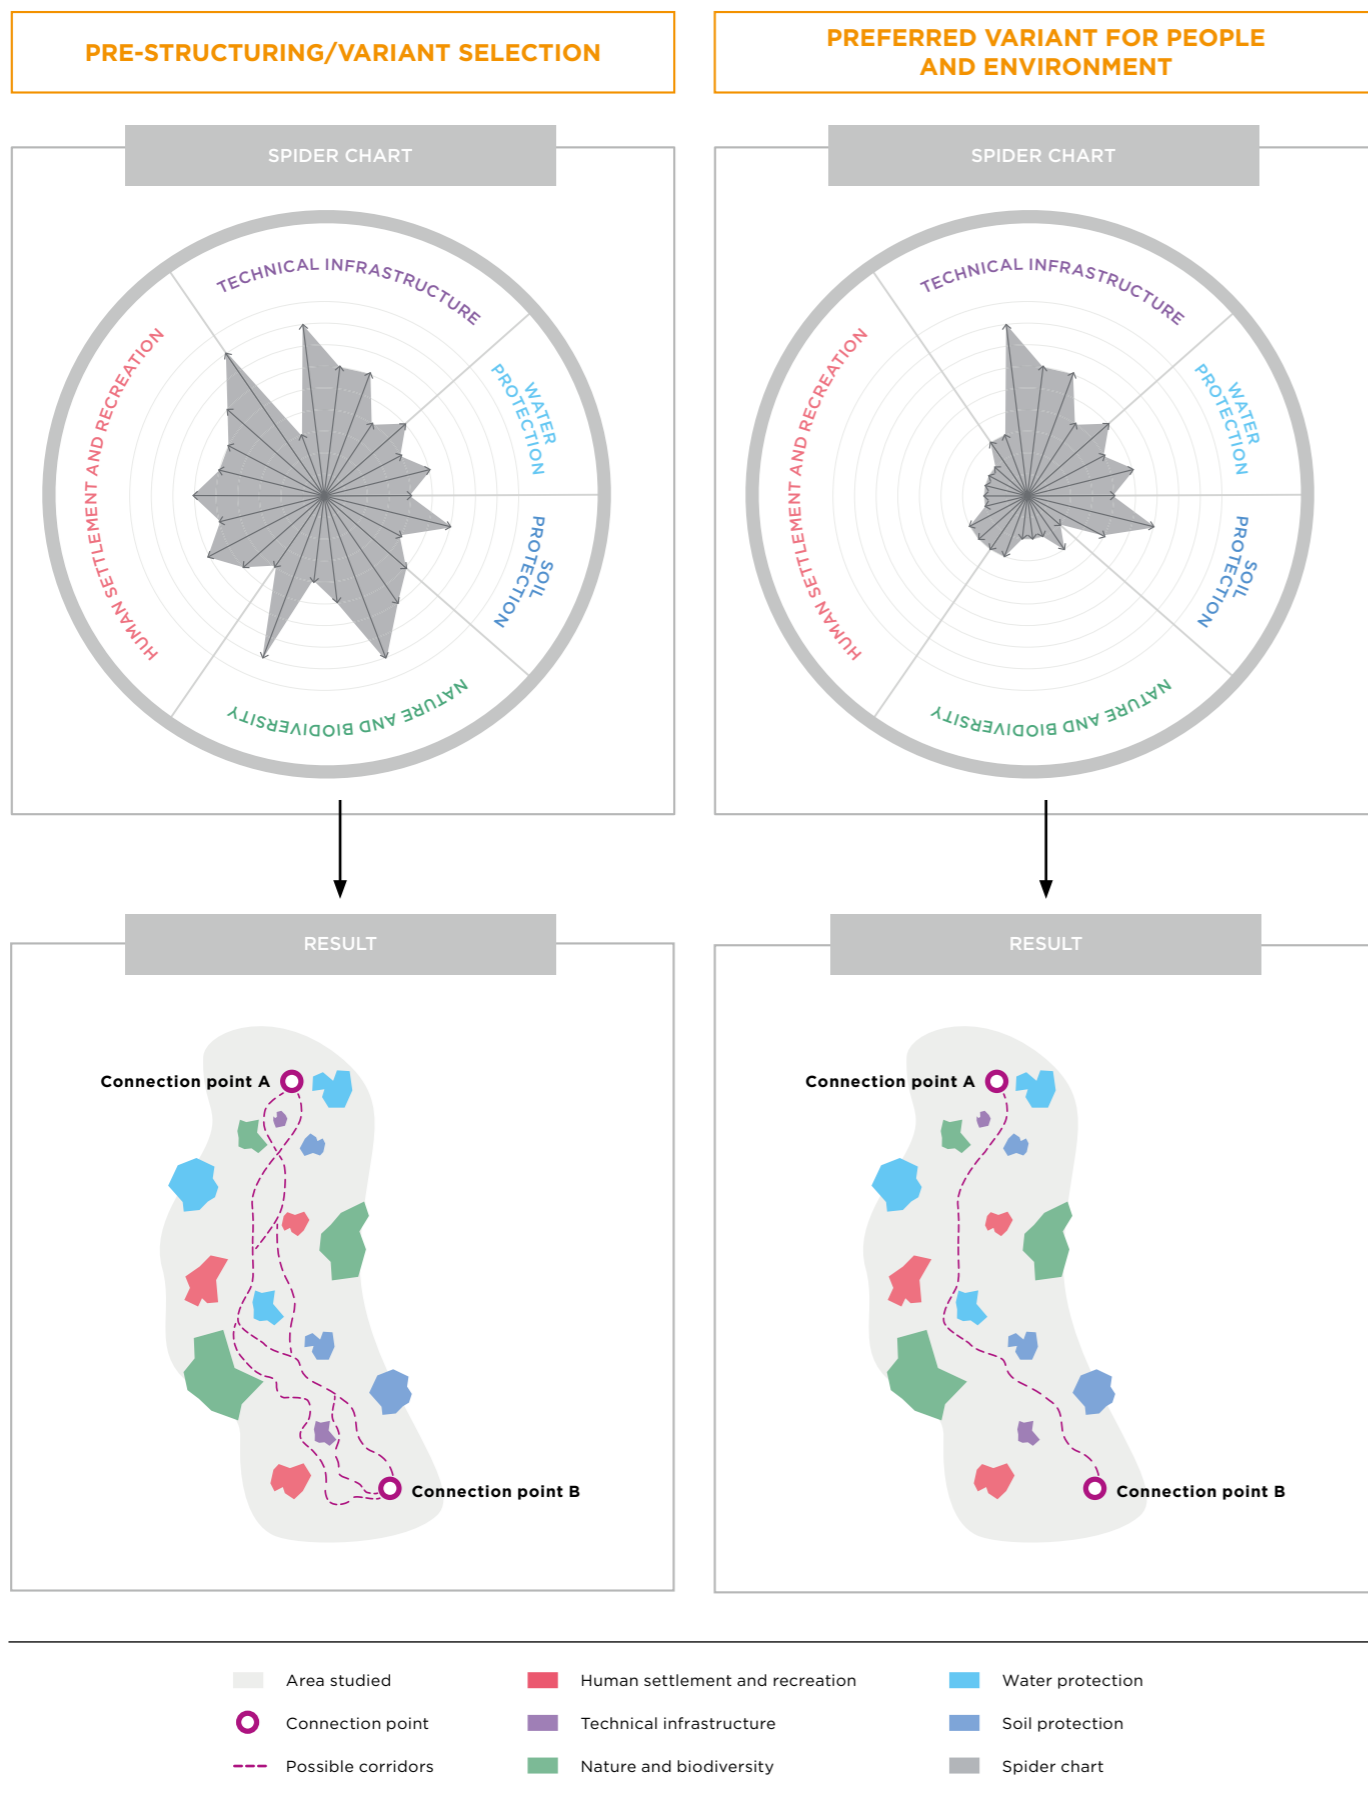 PRE-STRUCTURING/VARIANT SELECTION
SPIDER CHART
TECHNICAL INFRASTRUCTURE
WATER
PROTECTION
SOIL
PROTECTION
NATURE AND BIODIVERSITY
HUMAN SETTLEMENT AND RECREATION
RESULT
Connection point A
Connection point B
PREFERRED VARIANT FOR PEOPLE
AND ENVIRONMENT
SPIDER CHART
TECHNICAL INFRASTRUCTURE
WATER
PROTECTION
SOIL
PROTECTION
NATURE AND BIODIVERSITY
HUMAN SETTLEMENT AND RECREATION
RESULT
Connection point A
Connection point B
Area studied
Connection point
Possible corridors
Human settlement and recreation
Technical infrastructure
Nature and biodiversity
Water protection
Soil protection
Spider chart